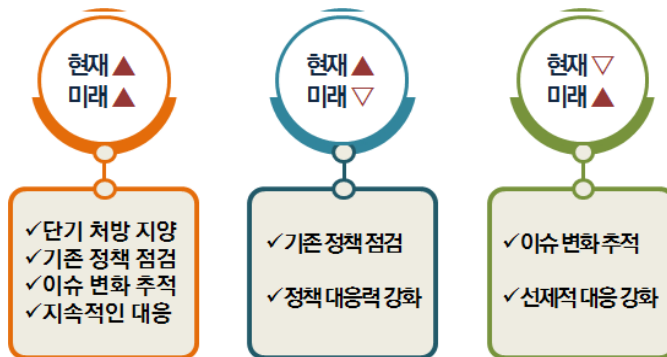 현재 ▲
미래 ▲
✓단기 처방 지양
✓기존 정책 점검
✓이슈 변화 추적
✓지속적인 대응
현재 ▲
미래 ▽
✓기존 정책 점검
✓정책 대응력 강화
현재 ▽
미래 ▲
✓이슈 변화 추적
✓선제적 대응 강화